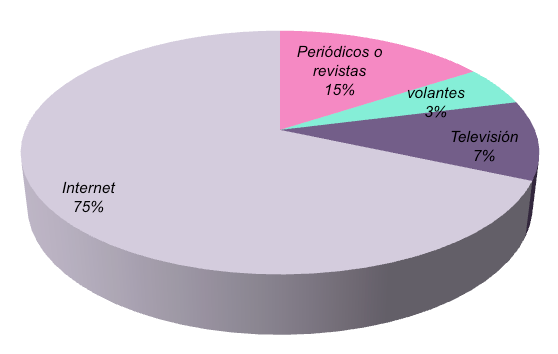 Periódicos o
revistas
15%
volantes
3%
Televisión
7%
Internet
75%